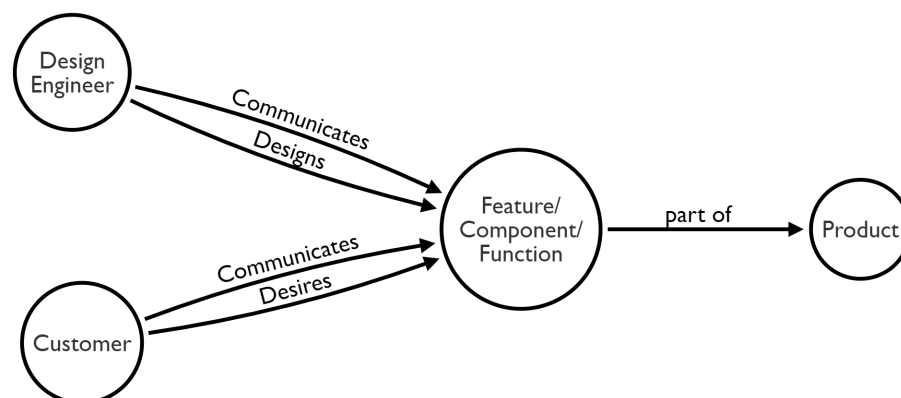 Design
Engineer
Communicates
Designs
Feature/
Component/
Function
part of
Product
Communicates
Desires
Customer